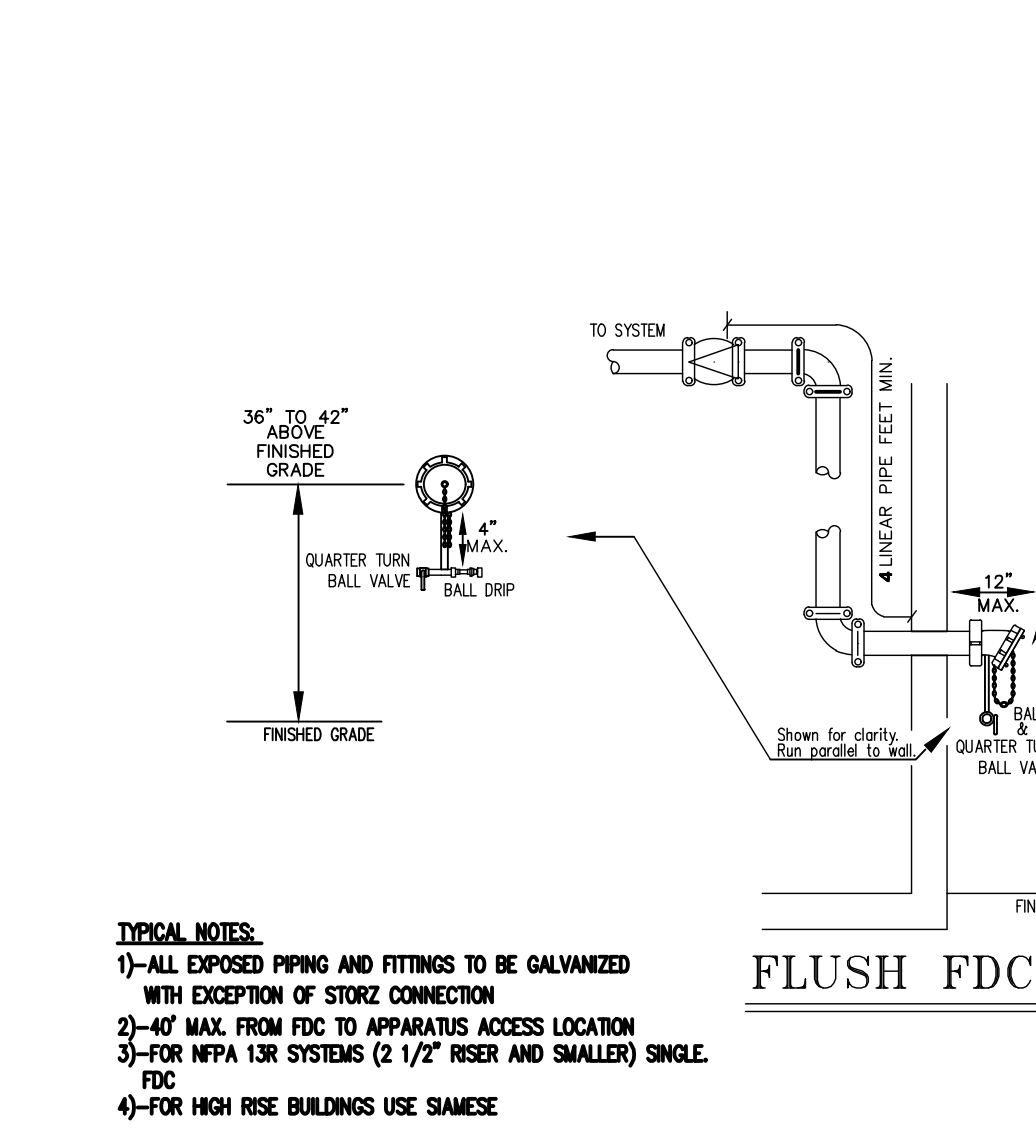 TO SYSTEM
4 LINEAR PIPE FEET MIN.
36" TO 42"
ABOVE
FINISHED
GRADE
4"
MAX.
QUARTER TURN
BALL VALVE
BALL DRIP
12"
MAX.
FINISHED GRADE
BAL
&
QUARTER TU
BALL VA
Shown for clarity.
Run parallel to wall.
FIN
FLUSH FDC
TYPICAL NOTES:
1)-ALL EXPOSED PIPING AND FITTINGS TO BE GALVANIZED
WITH EXCEPTION OF STORZ CONNECTION
2)-40' MAX. FROM FDC TO APPARATUS ACCESS LOCATION
3)-FOR NFPA 13R SYSTEMS (2 1/2" RISER AND SMALLER) SINGLE.
FDC
4)-FOR HIGH RISE BUILDINGS USE SIAMESE